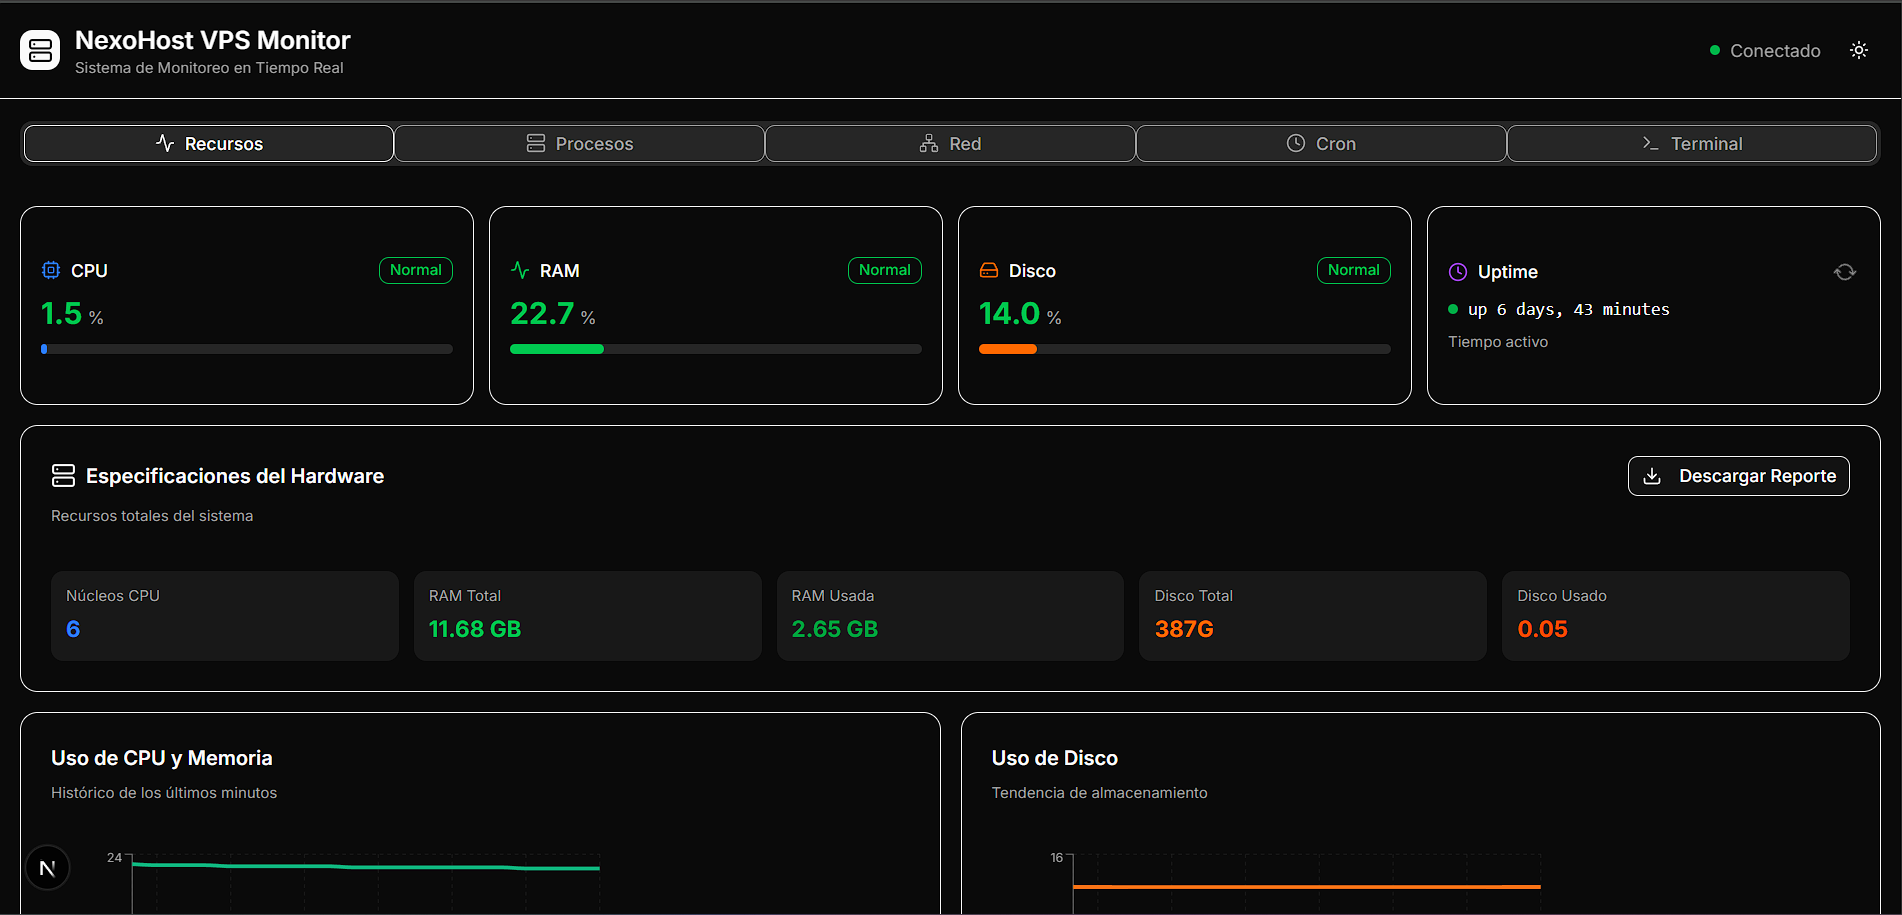 NexoHost VPS Monitor
Sistema de Monitoreo en Tiempo Real
Conectado
Recursos
Procesos
Red
Cron
Terminal
CPU
Normal
1.5 %
RAM
Normal
22.7 %
Disco
Normal
14.0 %
Uptime
up 6 days, 43 minutes
Tiempo activo
Especificaciones del Hardware
Descargar Reporte
Recursos totales del sistema
Núcleos CPU
6
RAM Total
11.68 GB
RAM Usada
2.65 GB
Disco Total
387G
Disco Usado
0.05
Uso de CPU y Memoria
Histórico de los últimos minutos
24
N
Uso de Disco
Tendencia de almacenamiento
16